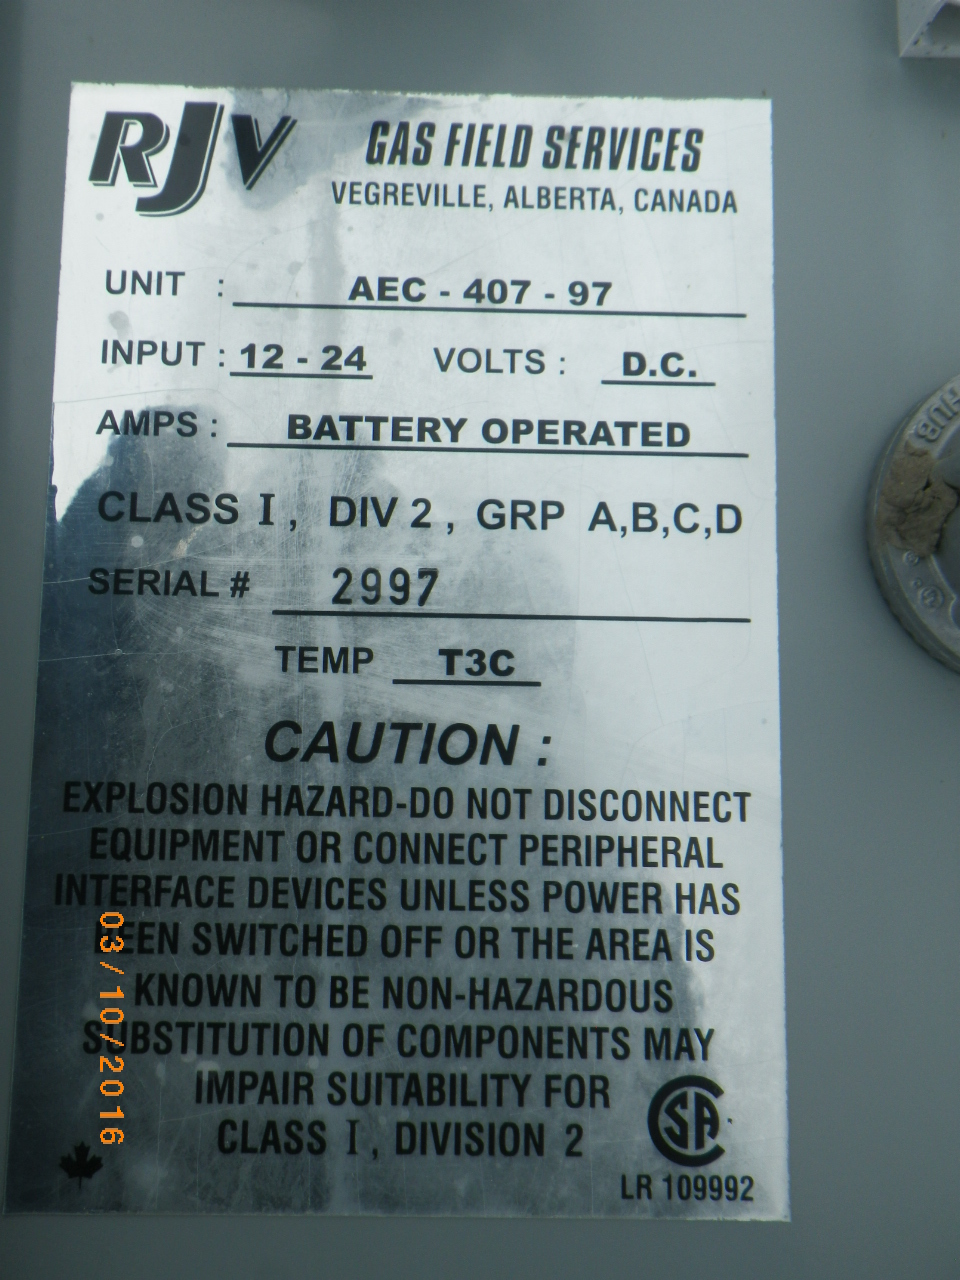 RJV GAS FIELD SERVICES
VEGREVILLE, ALBERTA, CANADA
UNIT : AEC - 407 - 97
INPUT : 12 - 24 VOLTS : D.C.
AMPS : BATTERY OPERATED
CLASS I, DIV 2, GRP A,B,C,D
SERIAL # 2997
TEMP T3C
CAUTION :
EXPLOSION HAZARD-DO NOT DISCONNECT
EQUIPMENT OR CONNECT PERIPHERAL
INTERFACE DEVICES UNLESS POWER HAS
BEEN SWITCHED OFF OR THE AREA IS
KNOWN TO BE NON-HAZARDOUS
SUBSTITUTION OF COMPONENTS MAY
IMPAIR SUITABILITY FOR
CLASS I, DIVISION 2
CSA
LR 109992
03/10/2016
HUB